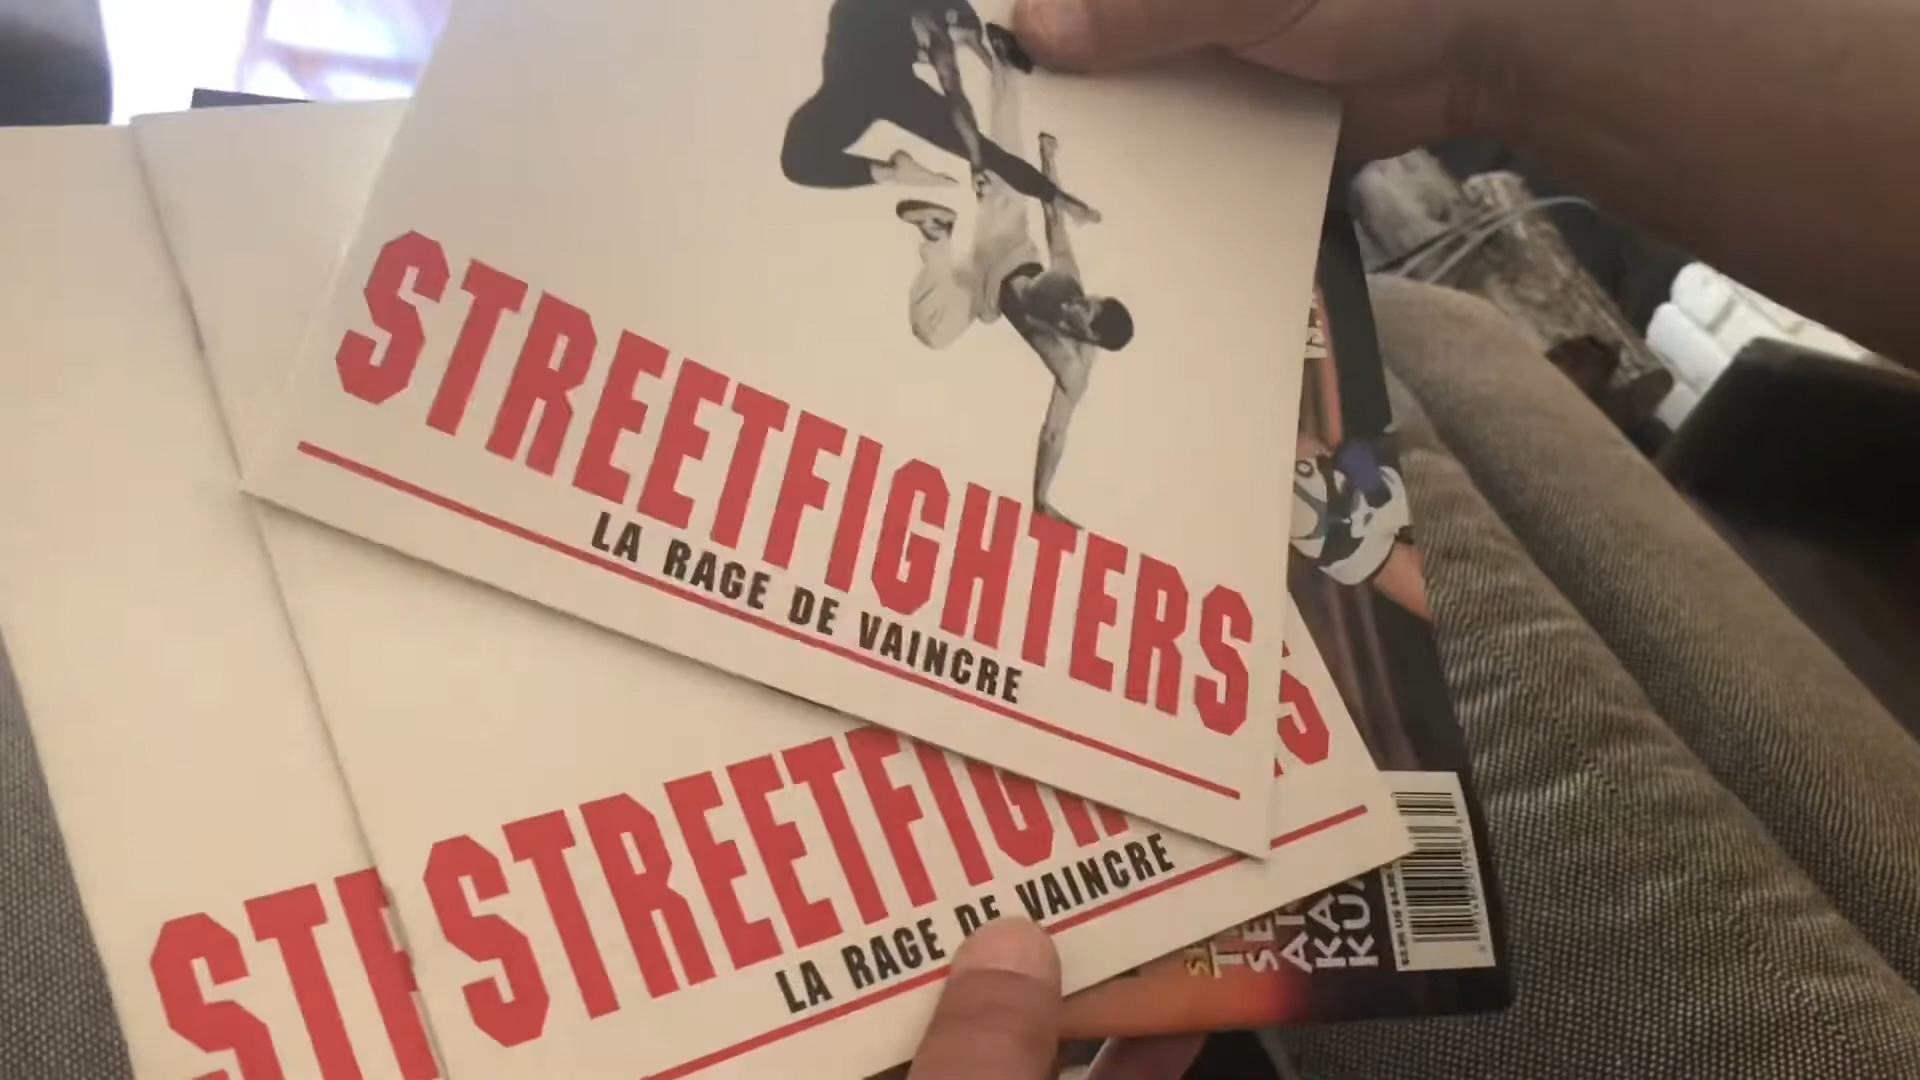 STREETFIGHTERS
LA RAGE DE VAINCRE
STREETFIGH
S
LA RAGE DE VAINCRE
ST